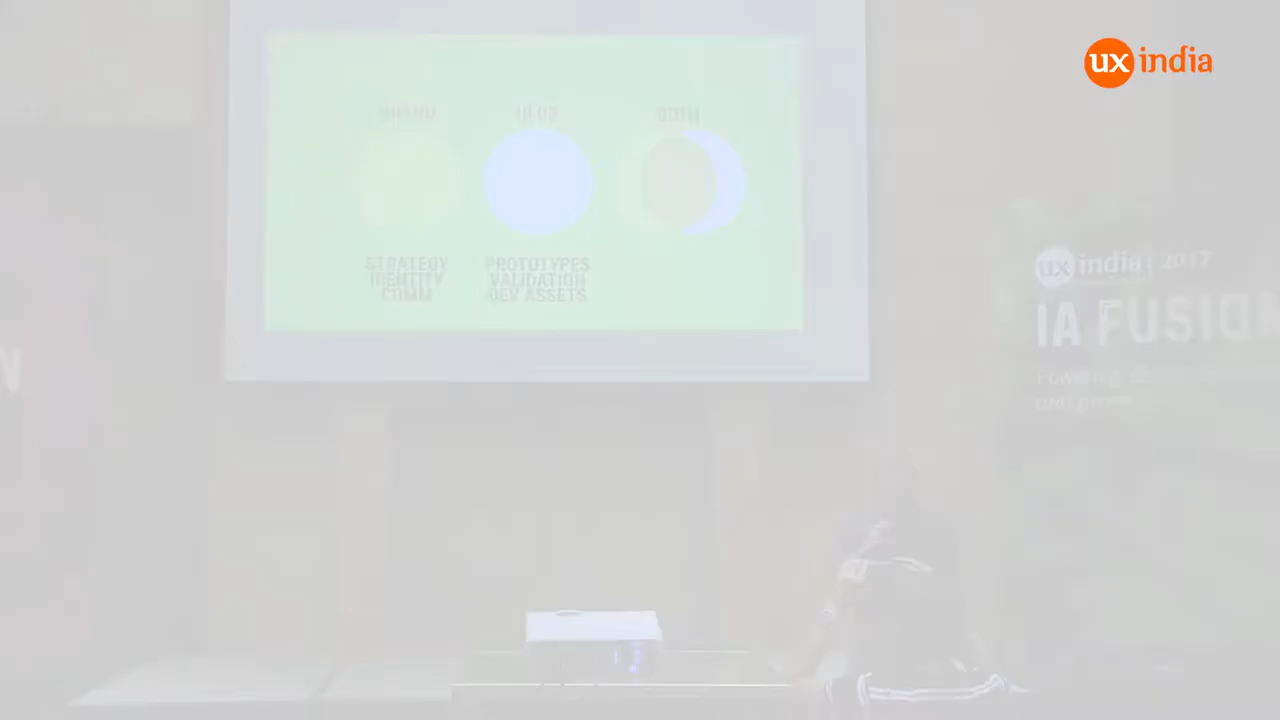 ux india
BRAND
UI.UX
BOTH
STRATEGY
IDENTITY
COMM
PROTOTYPES
VALIDATION
DEV ASSETS
ux india 2017
IA FUSION
N